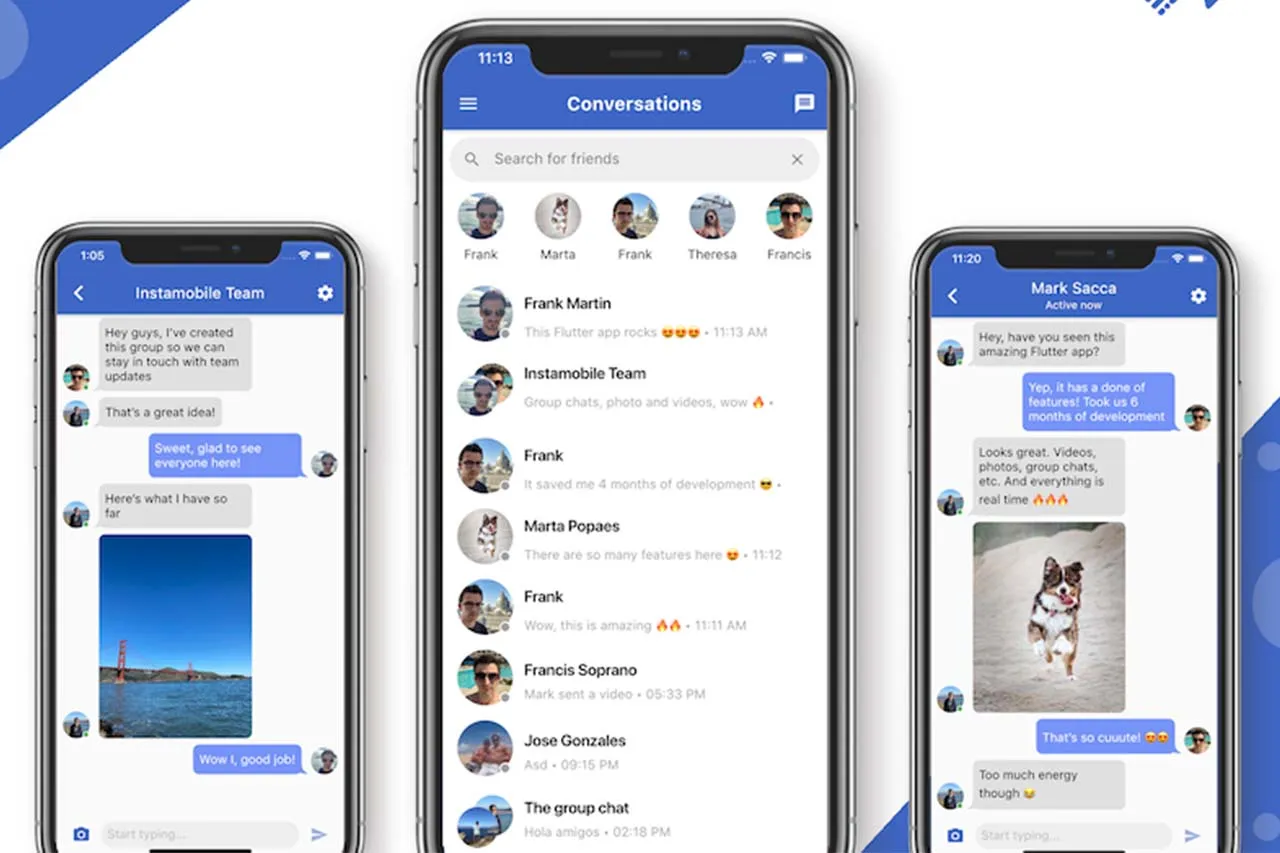 1:05
Instamobile Team
Hey guys, I've created
this group so we can
stay in touch with team
updates
That's a great idea!
Sweet, glad to see
everyone here!
Here's what I have so
far
Wow I, good job!
Start typing...
11:13
Conversations
Search for friends
Frank
Marta
Frank
Theresa
Francis
Frank Martin
This Flutter app rocks 😍😍😍 • 11:13 AM
Instamobile Team
Group chats, photo and videos, wow 🔥 •
Frank
It saved me 4 months of development 😎 •
Marta Popaes
There are so many features here 😍 • 11:12
Frank
Wow, this is amazing 🔥🔥 • 11:11 AM
Francis Soprano
Mark sent a video • 05:33 PM
Jose Gonzales
Asd • 09:15 PM
The group chat
Hola amigos • 02:18 PM
11:20
Mark Sacca
Active now
Hey, have you seen this
amazing Flutter app?
Yep, it has a done of
features! Took us 6
months of development
Looks great. Videos,
photos, group chats,
etc. And everything is
real time 🔥🔥🔥
That's so cuuute! 😍😍
Too much energy
though 😂
Start typing...